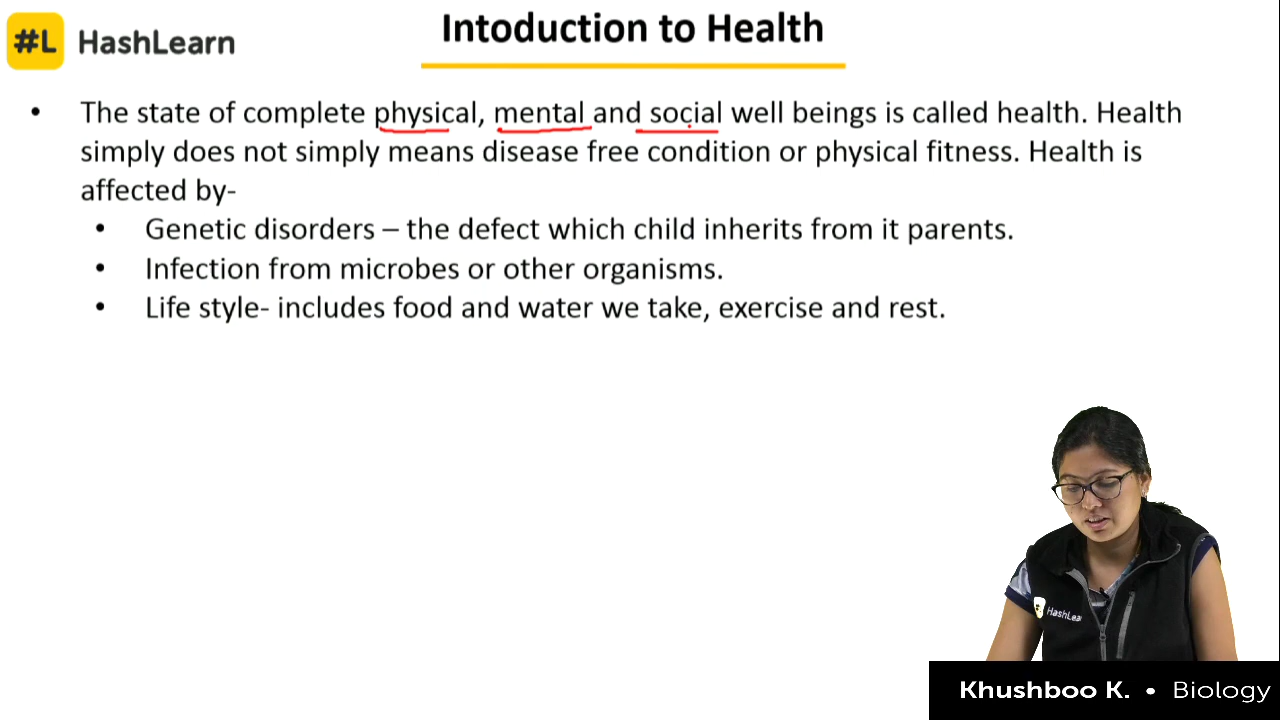 #L HashLearn
Intoduction to Health
• The state of complete physical, mental and social well beings is called health. Health
simply does not simply means disease free condition or physical fitness. Health is
affected by-
• Genetic disorders – the defect which child inherits from it parents.
• Infection from microbes or other organisms.
• Life style- includes food and water we take, exercise and rest.
HashLea
Khushboo K. • Biology